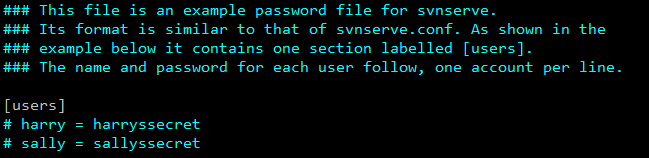 ### This file is an example password file for svnserve.
### Its format is similar to that of svnserve.conf. As shown in the
### example below it contains one section labelled [users].
### The name and password for each user follow, one account per line.

[users]
# harry = harryssecret
# sally = sallyssecret